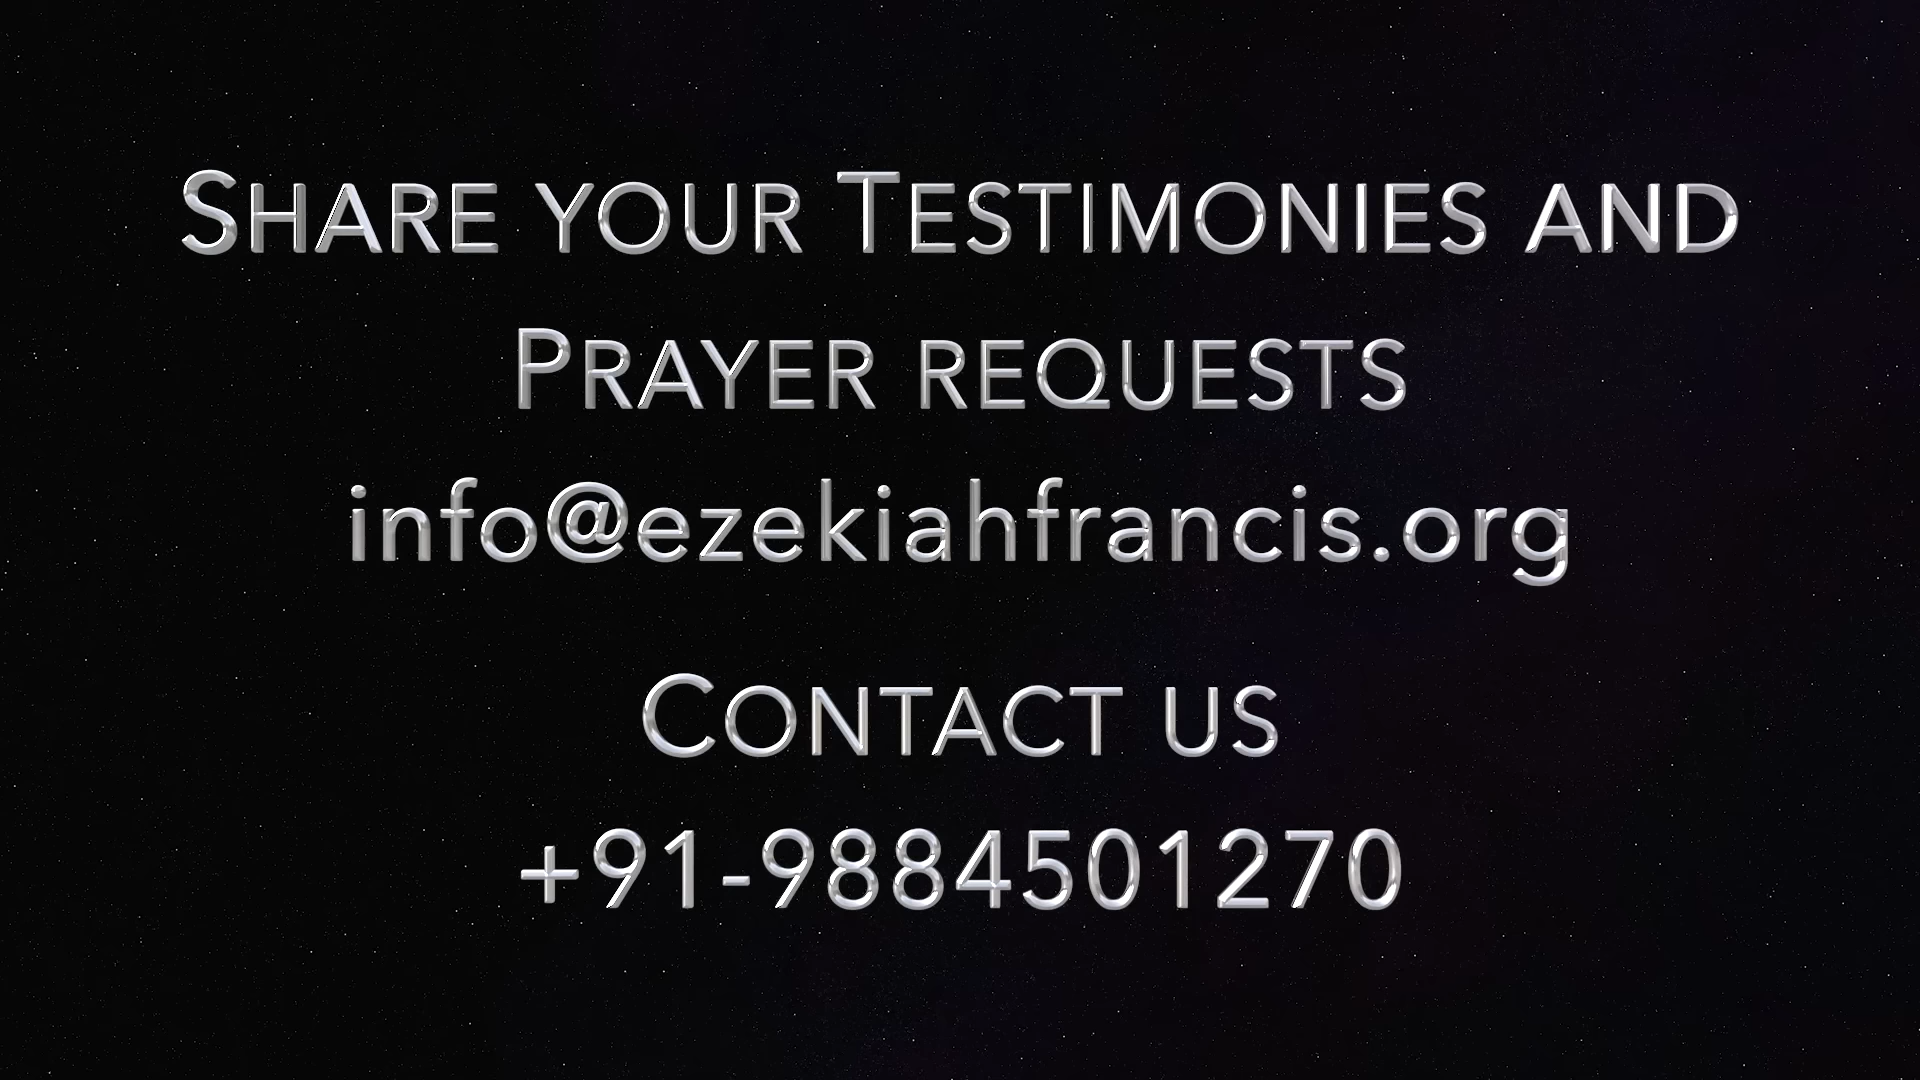 Share your Testimonies and
Prayer requests
info@ezekiahfrancis.org
Contact us
+91-9884501270